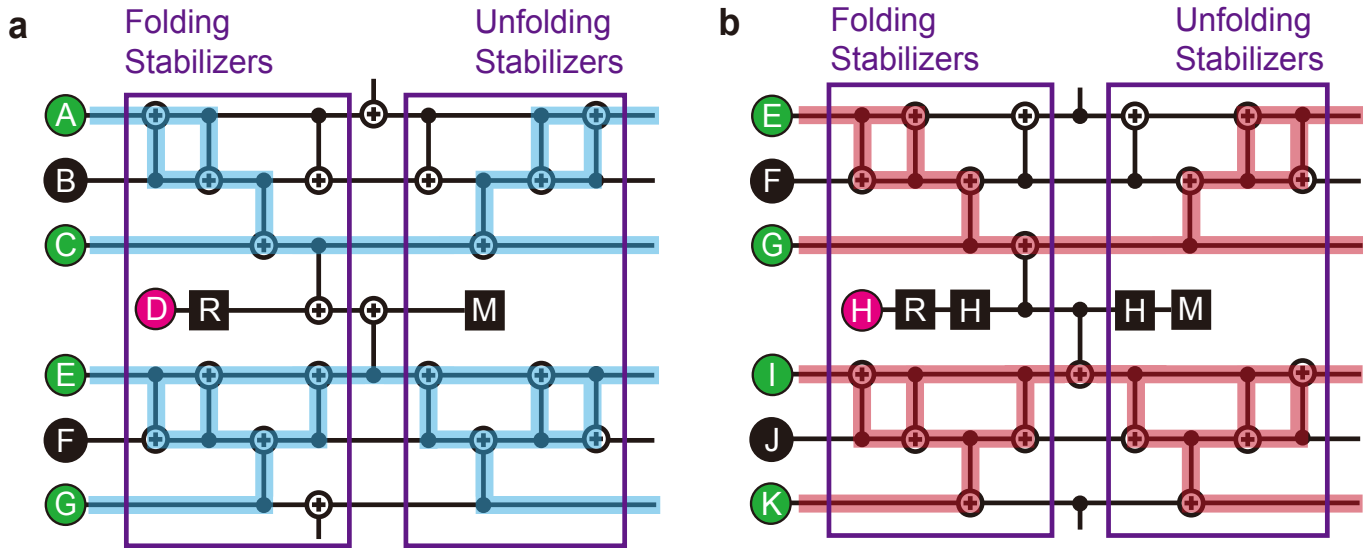 a
Folding
Stabilizers
Unfolding
Stabilizers
A
B
C
D R M
E
F
G
b
Folding
Stabilizers
Unfolding
Stabilizers
E
F
G
H R H H M
I
J
K